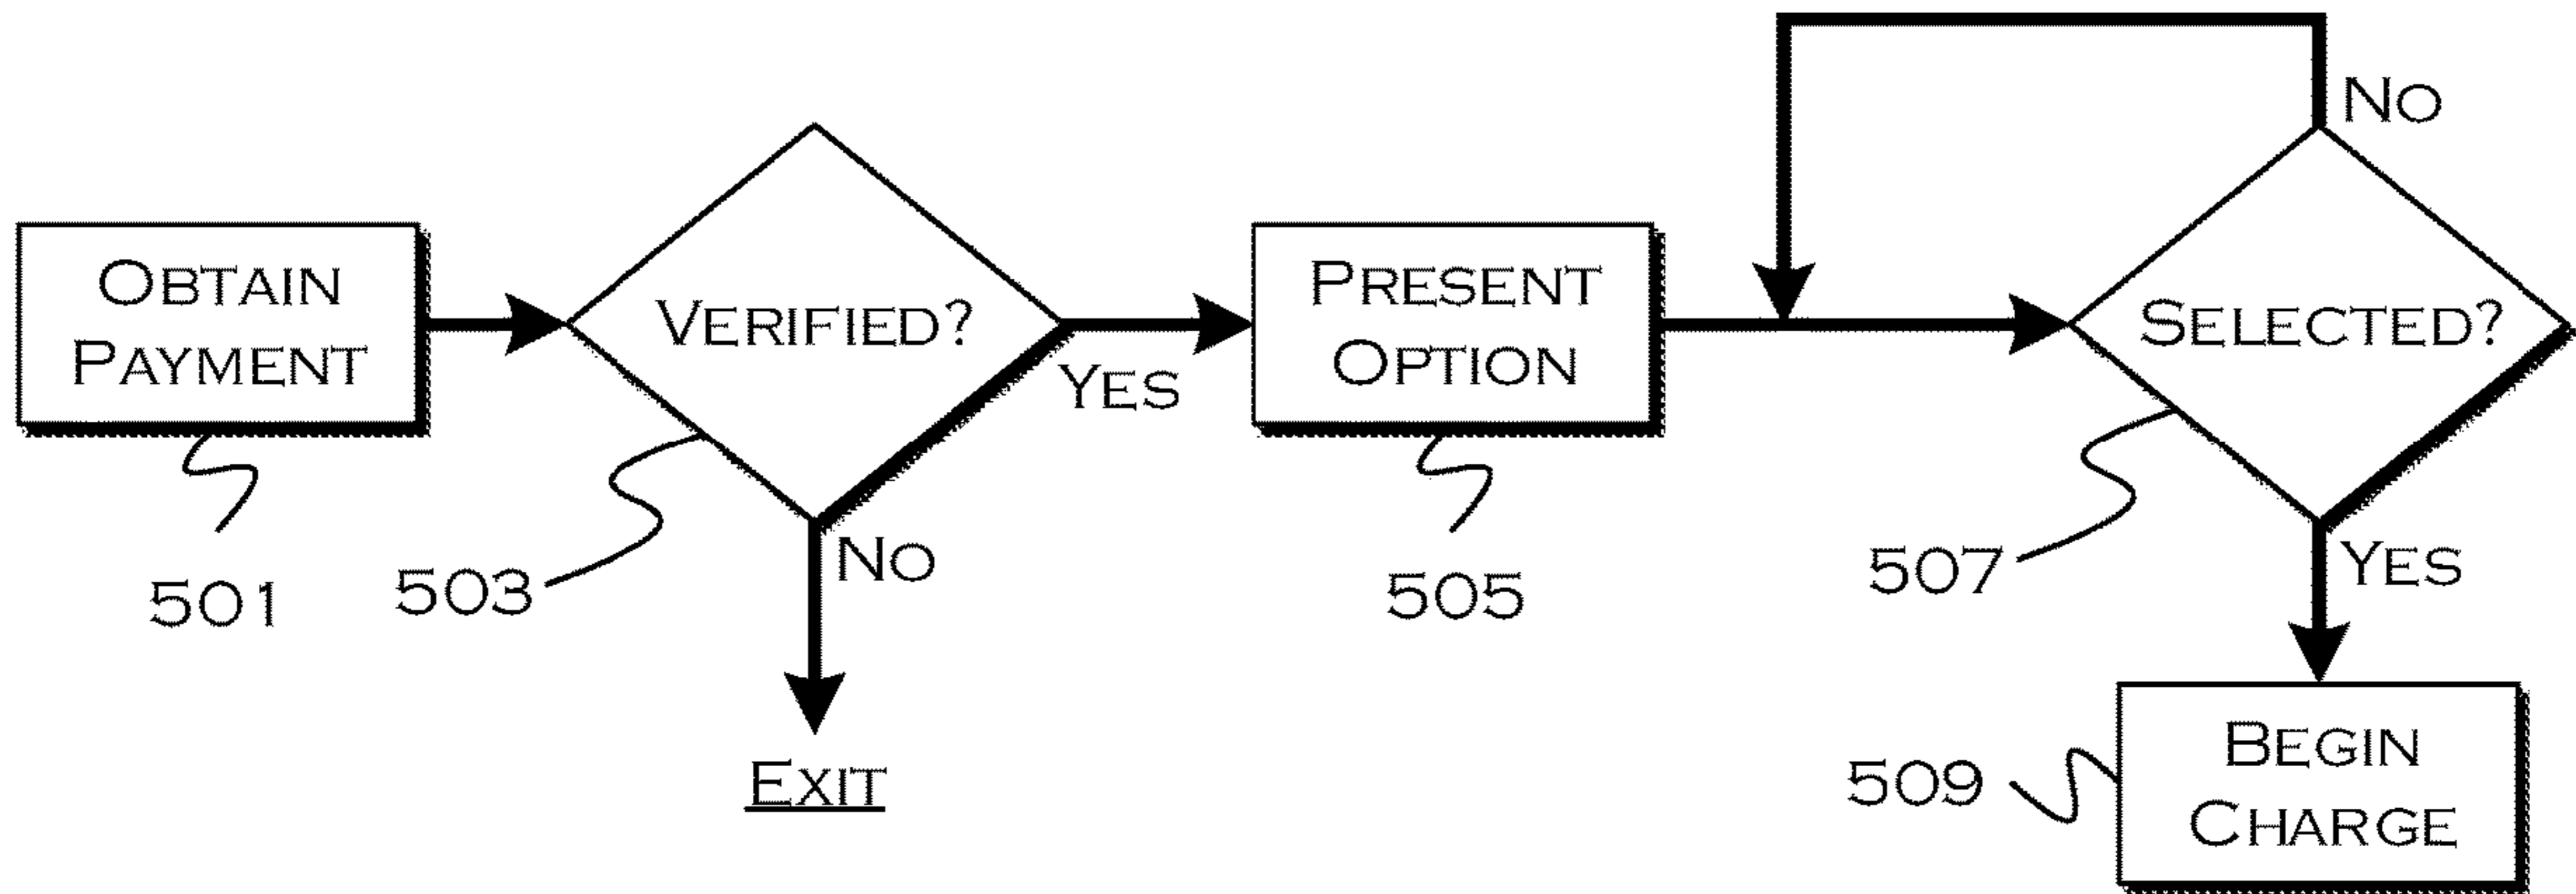 OBTAIN
PAYMENT
501
VERIFIED?
503
YES
NO
EXIT
PRESENT
OPTION
505
SELECTED?
NO
507
YES
BEGIN
CHARGE
509